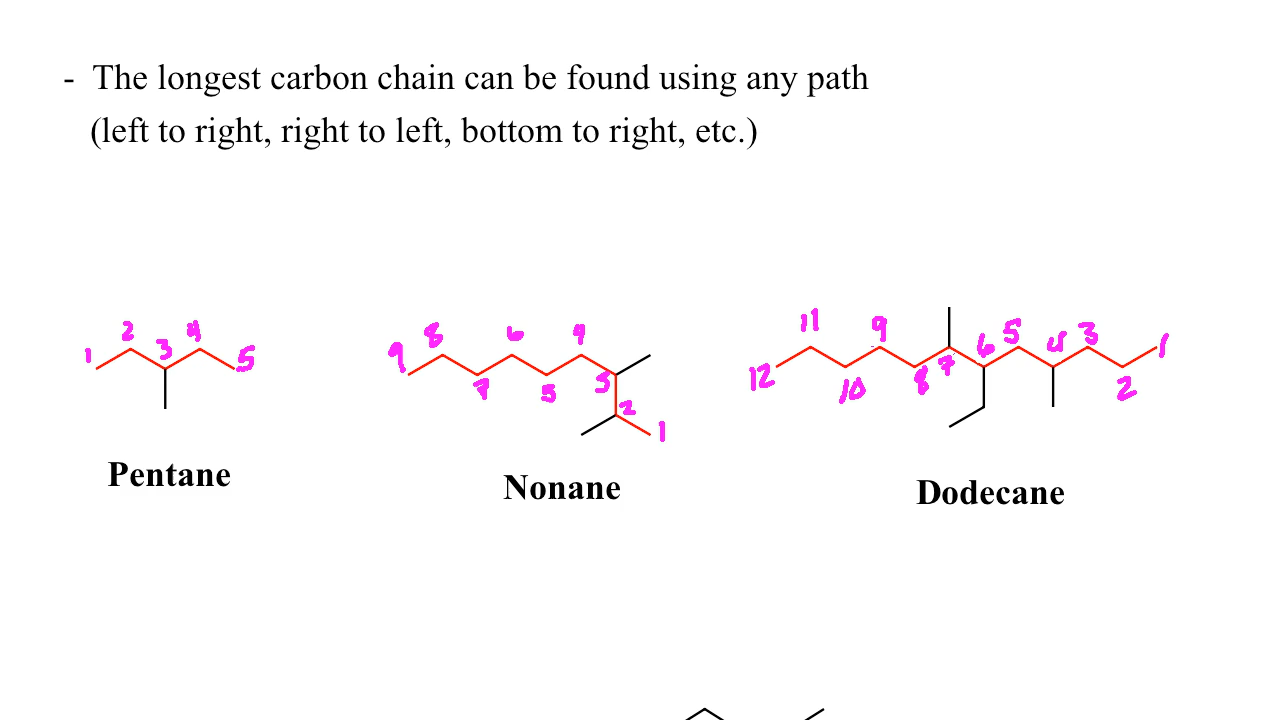 - The longest carbon chain can be found using any path
(left to right, right to left, bottom to right, etc.)
1 2 3 4 5
9 8 7 6 5 4 3 2 1
12 11 10 9 8 7 6 5 4 3 2 1
Pentane
Nonane
Dodecane